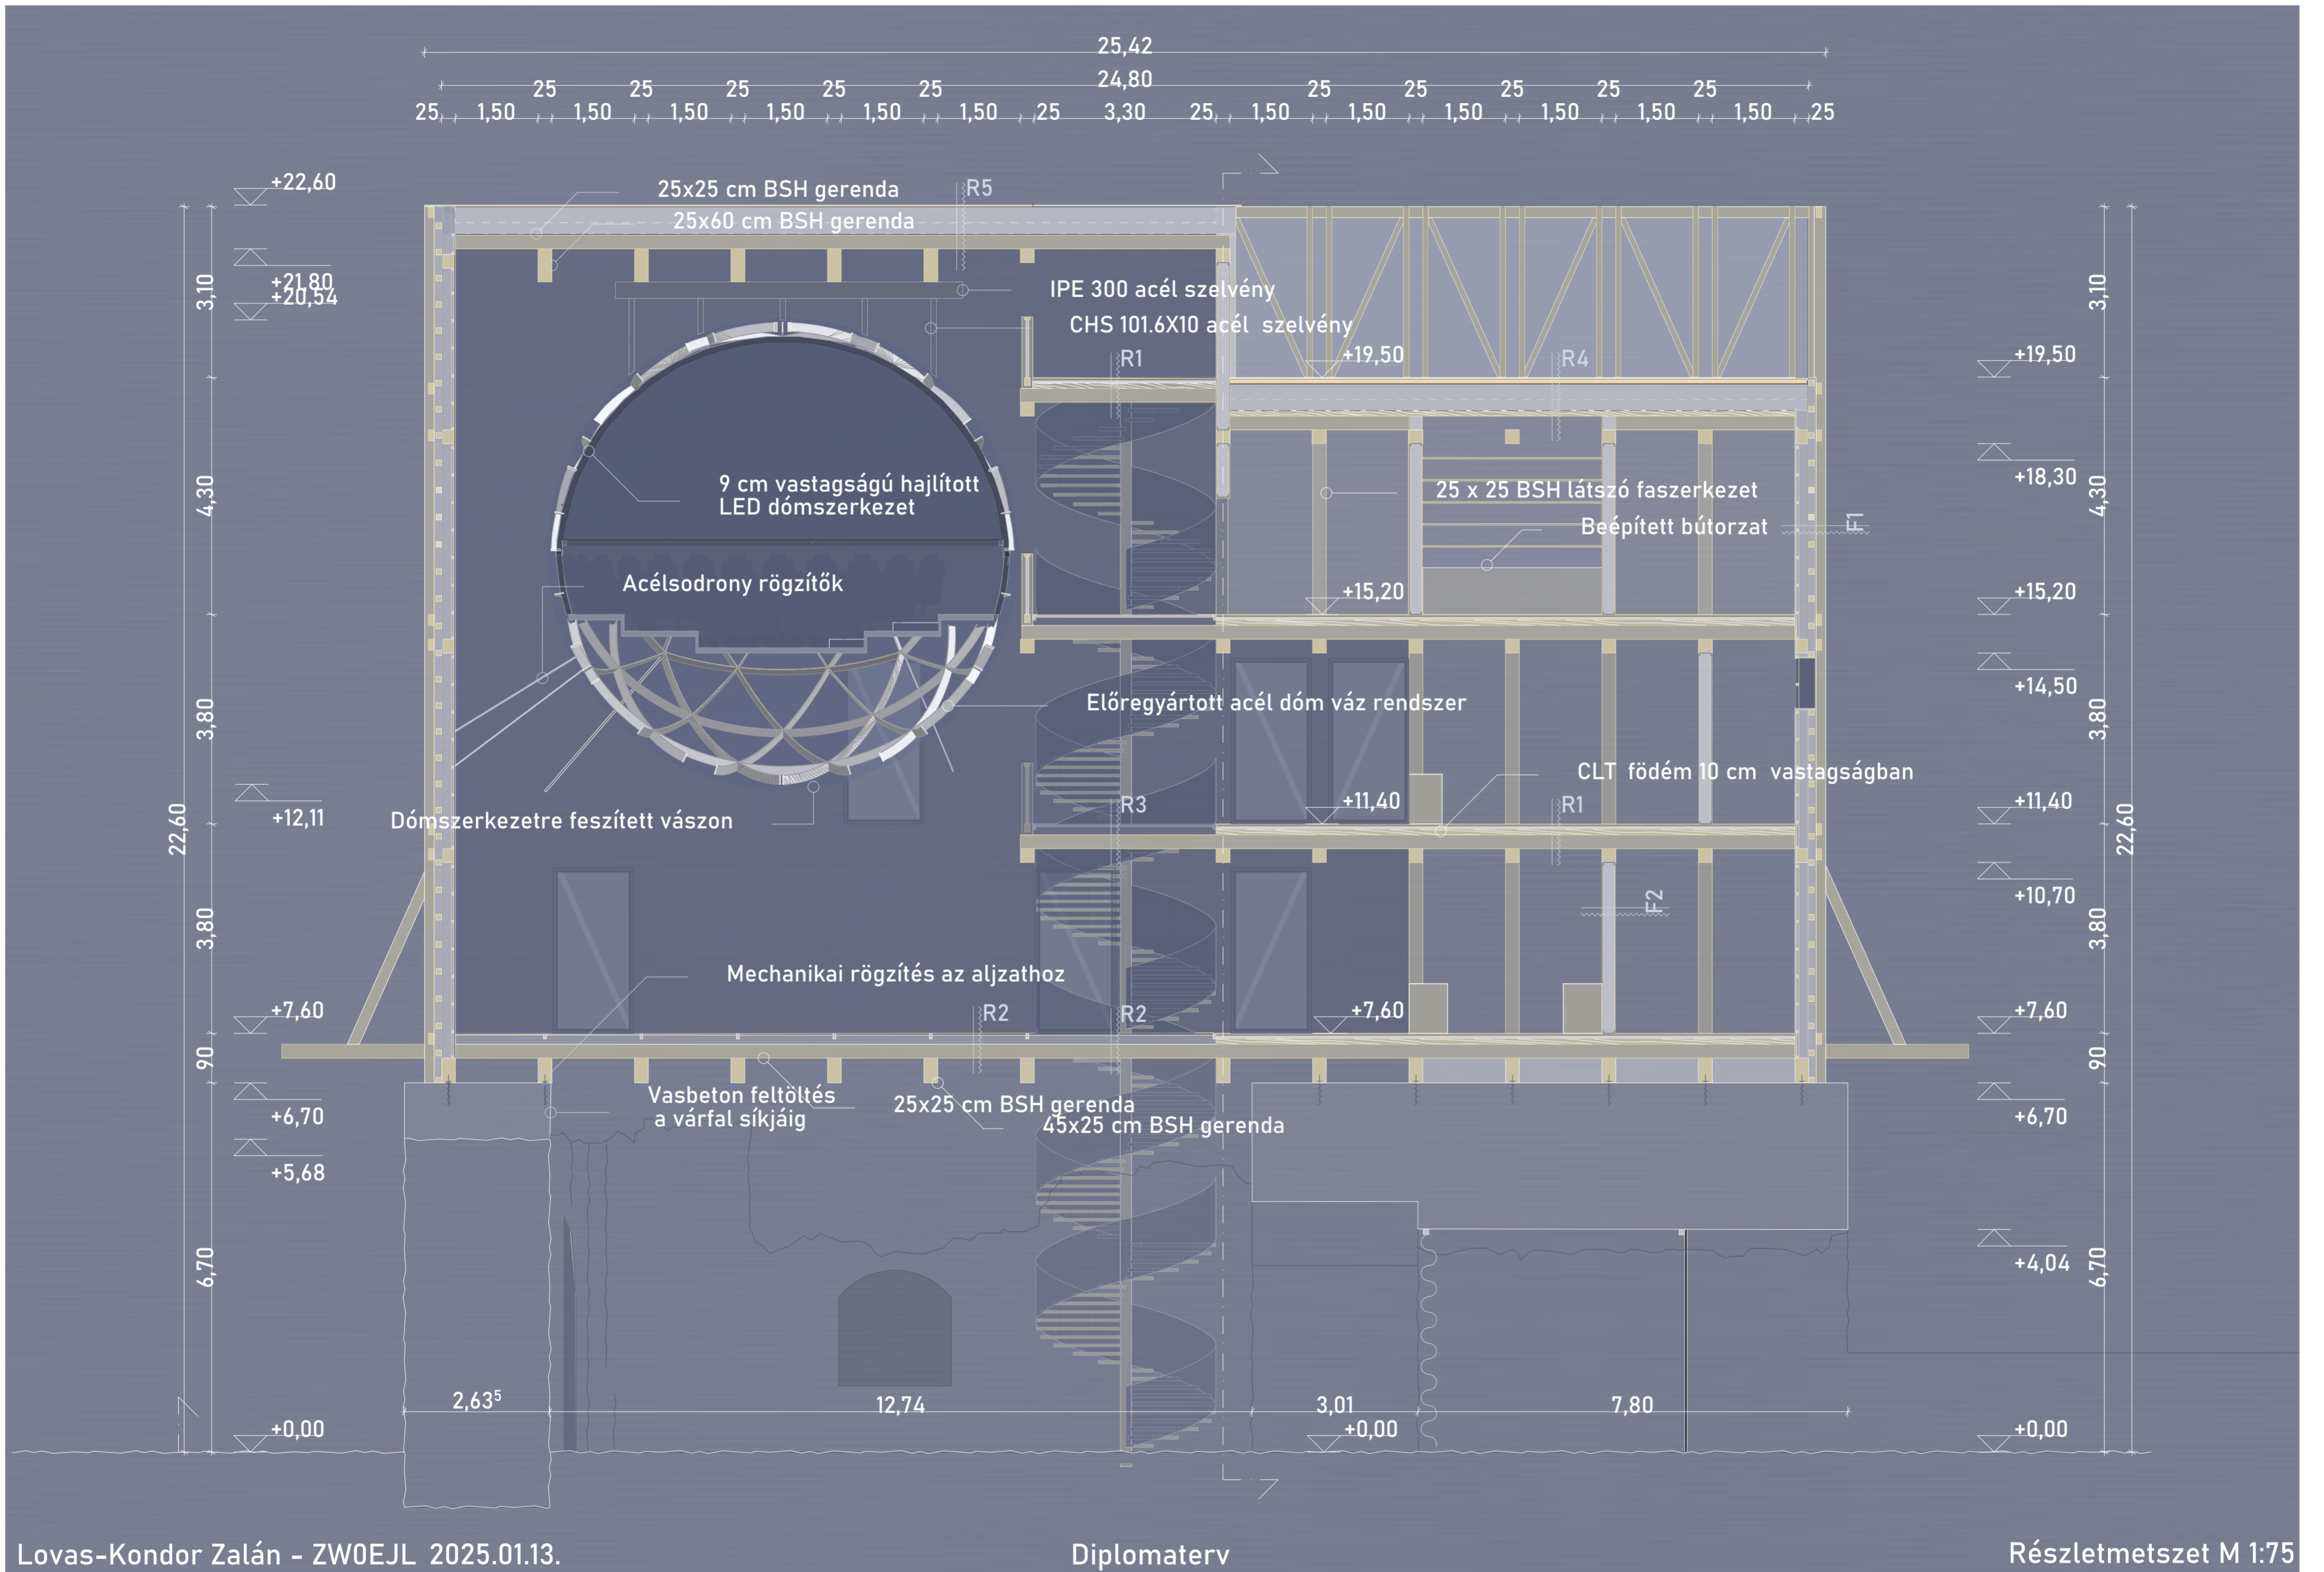 25,42
24,80
25 25 25 25 25 25 25 25 25 25
25 1,50 1,50 1,50 1,50 1,50 1,50 25 3,30 25 1,50 1,50 1,50 1,50 1,50 1,50 25
+22,60
25x25 cm BSH gerenda
R5
25x60 cm BSH gerenda
+21,80
+20,54
3,10
3,10
IPE 300 acél szelvény
CHS 101.6X10 acél szelvény
R1
+19,50
R4
+19,50
+18,30
9 cm vastagságú hajlított
LED dómszerkezet
25 x 25 BSH látszó faszerkezet
4,30
4,30
Beépített bútorzat
F1
Acélsodrony rögzítők
+15,20
+15,20
+14,50
Előregyártott acél dóm váz rendszer
3,80
3,80
CLT födém 10 cm vastagságban
+12,11
Dómszerkezetre feszített vászon
R3
+11,40
R1
+11,40
22,60
22,60
+10,70
F2
3,80
3,80
Mechanikai rögzítés az aljzathoz
+7,60
R2
R2
+7,60
+7,60
90
90
Vasbeton feltöltés
a várfal síkjáig
25x25 cm BSH gerenda
45x25 cm BSH gerenda
+6,70
+6,70
+5,68
+4,04
6,70
6,70
2,63⁵
12,74
3,01
7,80
+0,00
+0,00
+0,00
Lovas-Kondor Zalán - ZW0EJL 2025.01.13.
Diplomaterv
Részletmetszet M 1:75